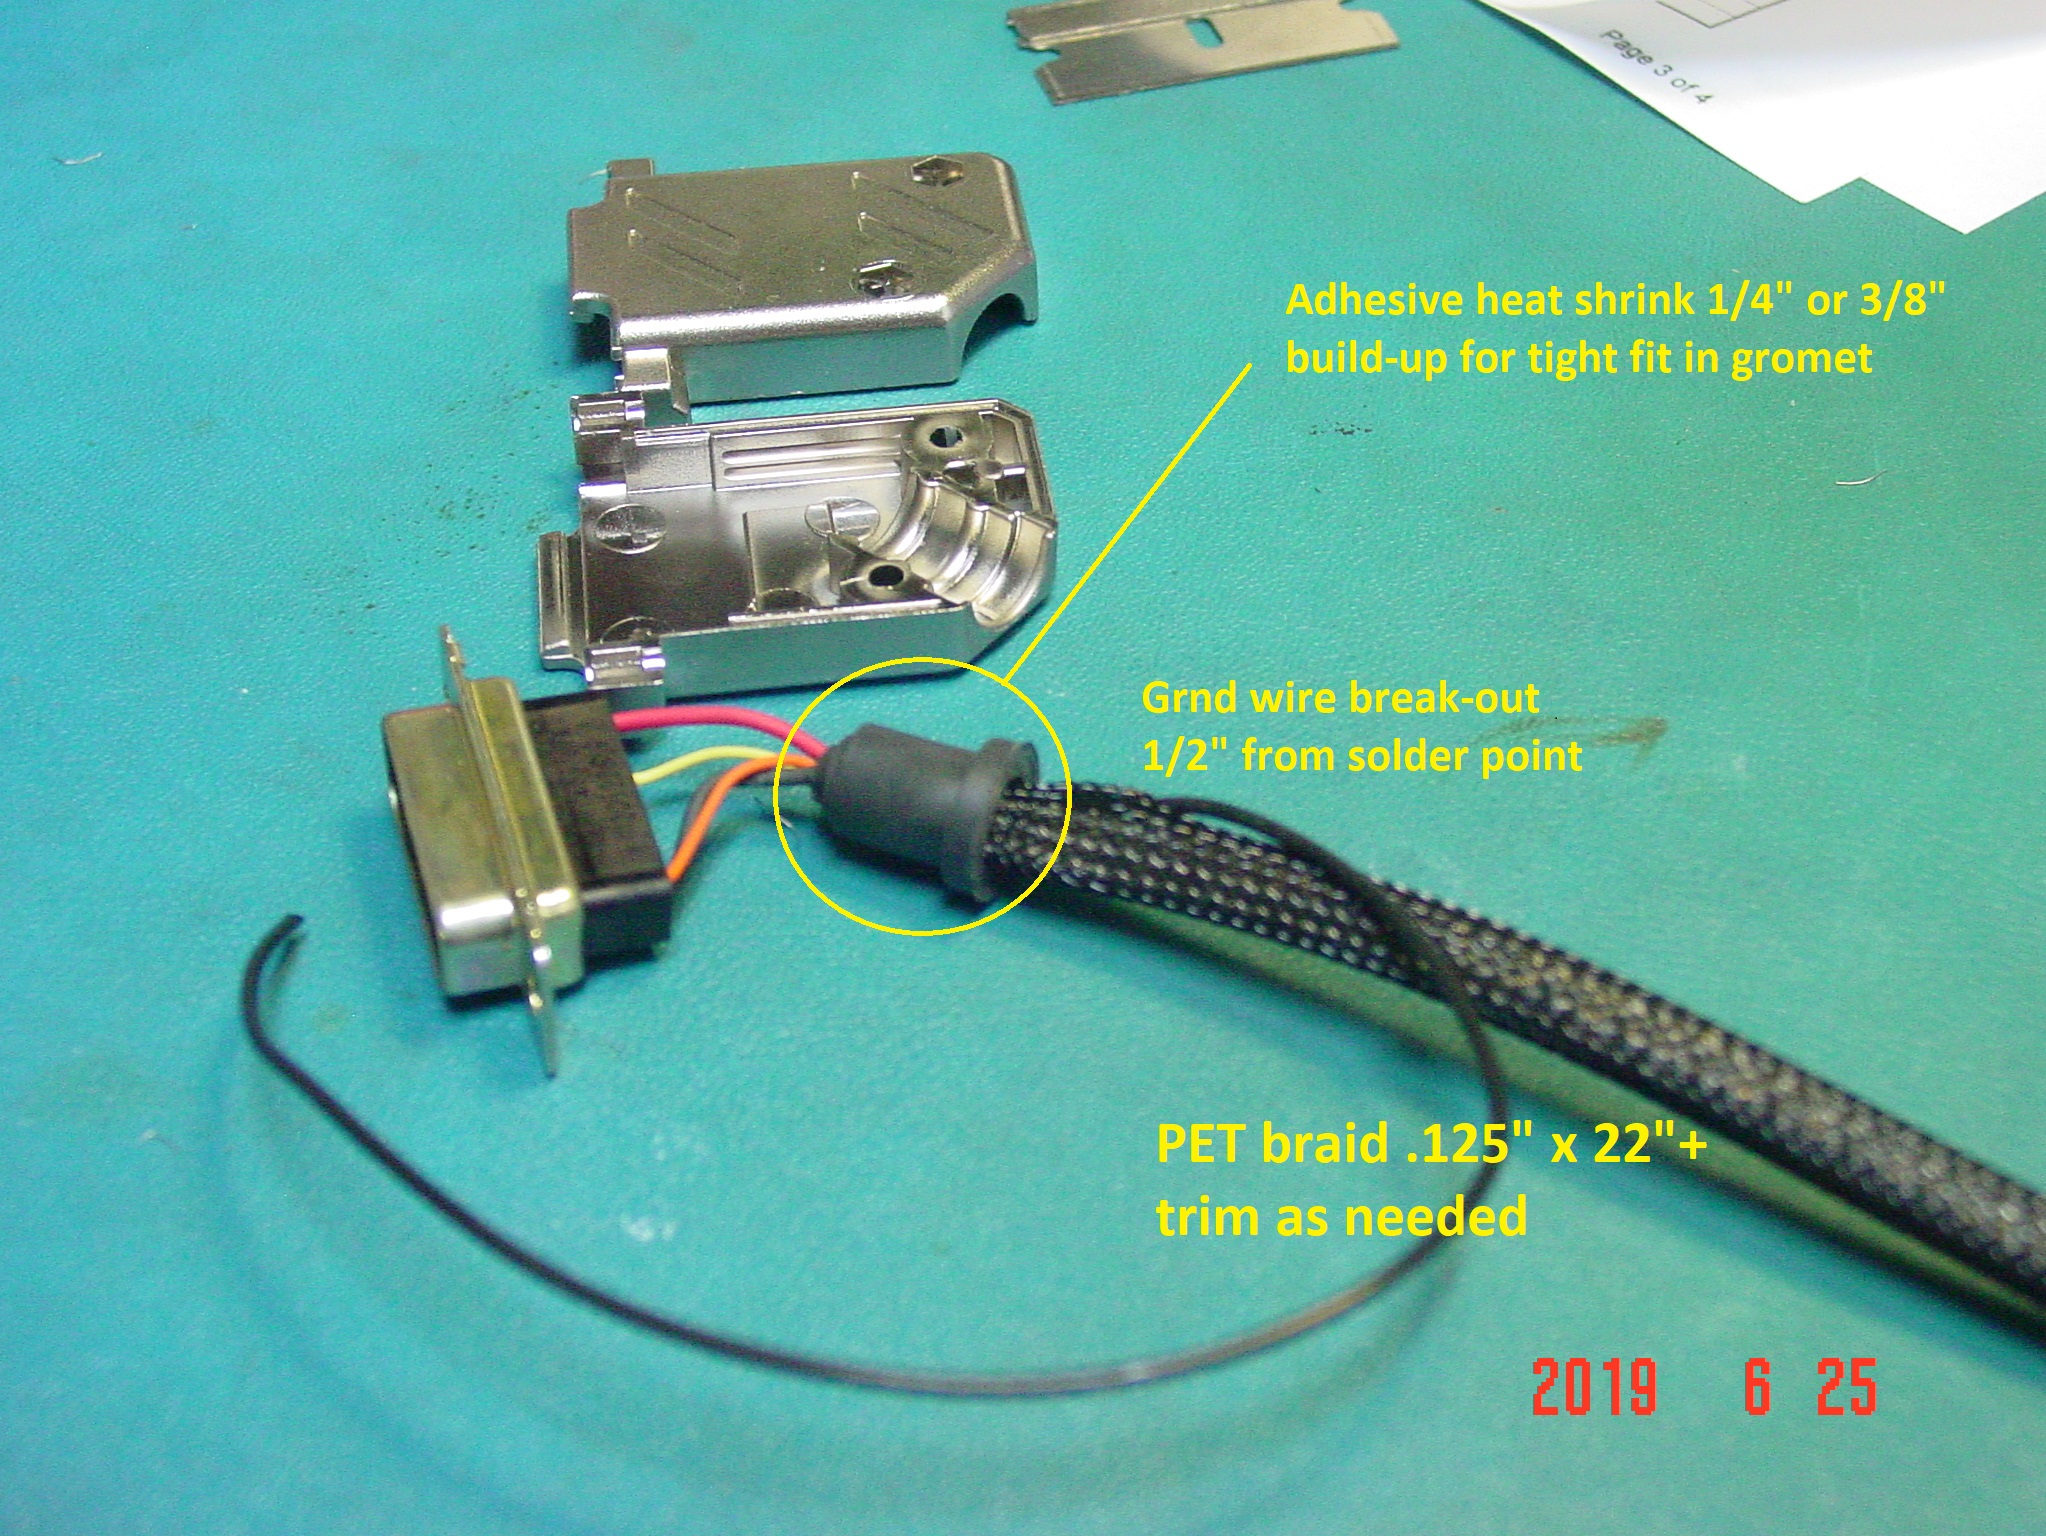 Page 3 of 4
Adhesive heat shrink 1/4" or 3/8"
build-up for tight fit in gromet
Grnd wire break-out
1/2" from solder point
PET braid .125" x 22"+
trim as needed
2019 6 25